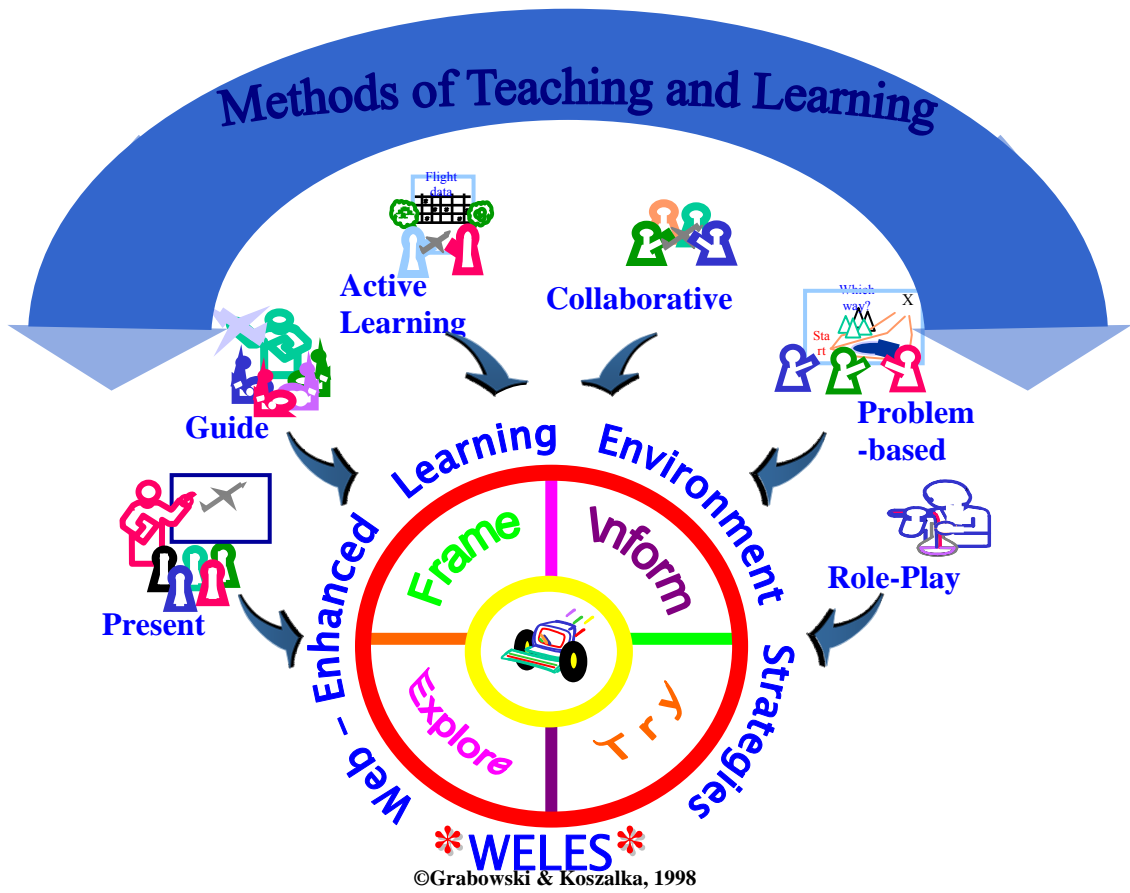 Methods of Teaching and Learning
Flight
data
Active
Learning
Collaborative
Which
way?
X
Sta
rt
Guide
Problem
-based
Present
Role-Play
Web – Enhanced Learning Environment Strategies
Frame
Inform
Explore
Try
*WELES*
©Grabowski & Koszalka, 1998